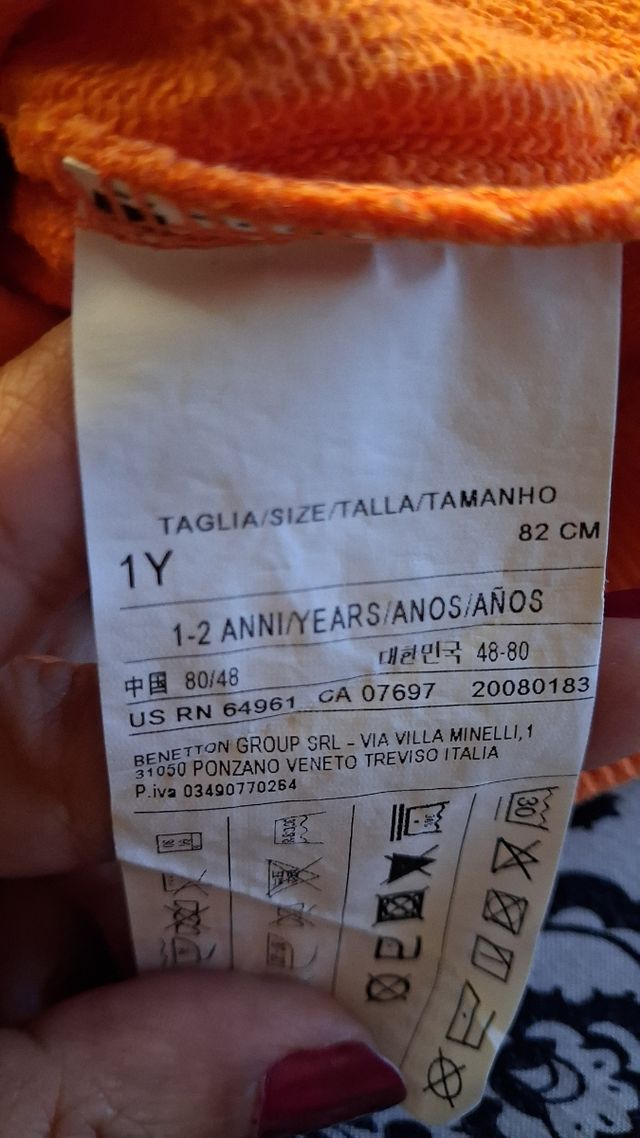 TAGLIA/SIZE/TALLA/TAMANHO
82 CM
1Y
1-2 ANNI/YEARS/ANOS/AÑOS
中国 80/48 대한민국 48-80
US RN 64961 CA 07697 20080183
BENETTON GROUP SRL - VIA VILLA MINELLI, 1
31050 PONZANO VENETO TREVISO ITALIA
P.iva 03490770264
30